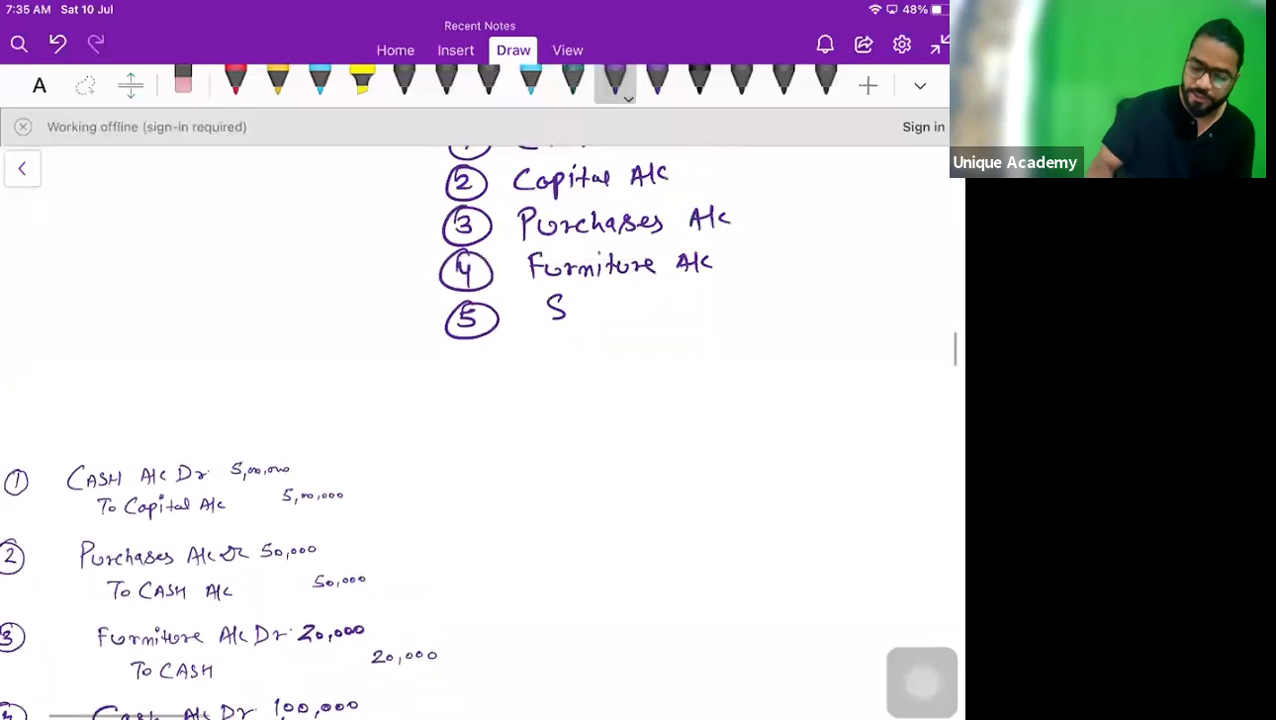 7:35 AM Sat 10 Jul
48%
Recent Notes
Home Insert Draw View
A
Working offline (sign-in required)
Sign in
Unique Academy
1
2 Capital A/c
3 Purchases A/c
4 Furniture A/c
5 S
1 CASH A/c Dr 5,00,000
To Capital A/c 5,00,000
2 Purchases A/c Dr 50,000
To CASH A/c 50,000
3 Furniture A/c Dr 20,000
To CASH 20,000
4 Cash A/c Dr 1,00,000